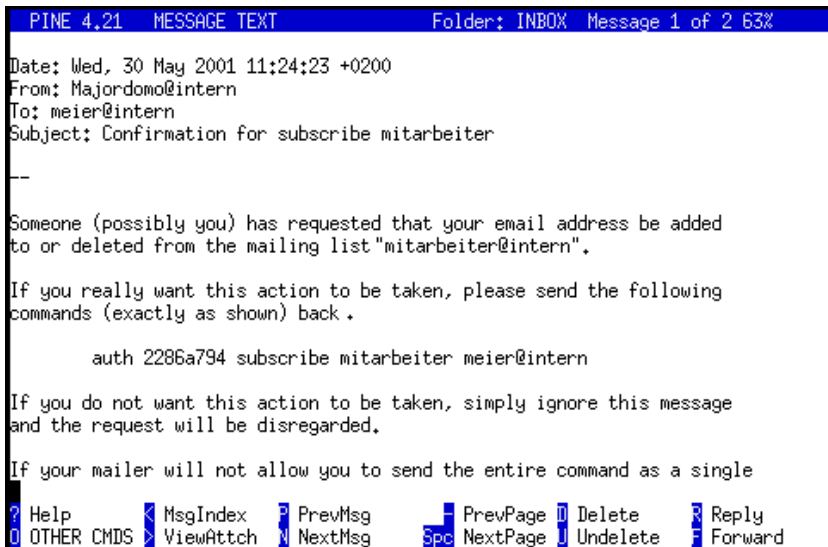 PINE 4.21 MESSAGE TEXT Folder: INBOX Message 1 of 2 63%
Date: Wed, 30 May 2001 11:24:23 +0200
From: Majordomo@intern
To: meier@intern
Subject: Confirmation for subscribe mitarbeiter
--
Someone (possibly you) has requested that your email address be added
to or deleted from the mailing list "mitarbeiter@intern".
If you really want this action to be taken, please send the following
commands (exactly as shown) back .
auth 2286a794 subscribe mitarbeiter meier@intern
If you do not want this action to be taken, simply ignore this message
and the request will be disregarded.
If your mailer will not allow you to send the entire command as a single
? Help < MsgIndex P PrevMsg - PrevPage D Delete R Reply
O OTHER CMDS > ViewAttch N NextMsg Spc NextPage U Undelete F Forward